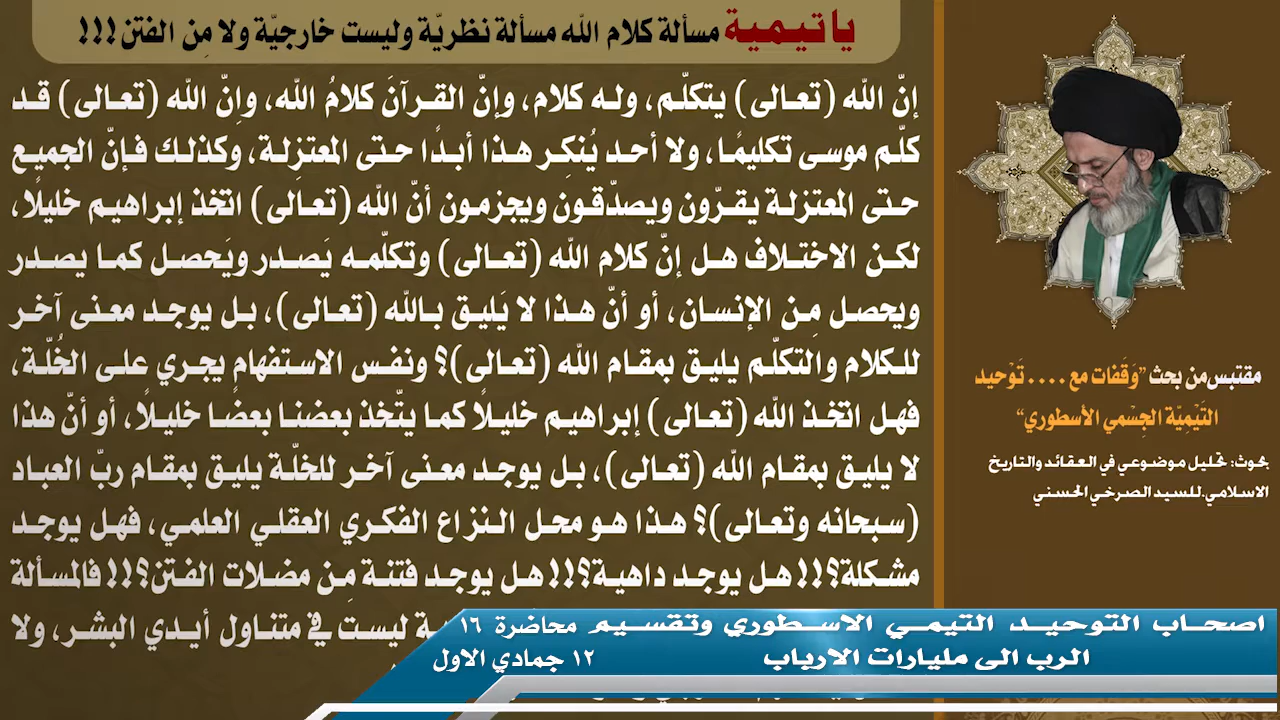 يا تيمية مسألة كلام الله مسألة نظريّة وليست خارجيّة ولا مِن الفتن !!!
إنّ الله (تعالى) يتكلّم، وله كلام، وإنّ القرآنَ كلامُ الله، وإنّ الله (تعالى) قد
كلّم موسى تكليمًا، ولا أحد يُنكِر هذا أبدًا حتى المعتزلة، وكذلك فإنّ الجميع
حتى المعتزلة يقرّون ويصدّقون ويجزمون أنّ الله (تعالى) اتخذ إبراهيم خليلًا،
لكن الاختلاف هل إنّ كلام الله (تعالى) وتكلّمه يَصدر ويَحصل كما يصدر
ويحصل مِن الإنسان، أو أنّ هذا لا يَليق بالله (تعالى)، بل يوجد معنى آخر
للكلام والتكلّم يليق بمقام الله (تعالى)؟ ونفس الاستفهام يجري على الخُلّة،
فهل اتخذ الله (تعالى) إبراهيم خليلًا كما يتّخذ بعضنا بعضًا خليلًا، أو أنّ هذا
لا يليق بمقام الله (تعالى)، بل يوجد معنى آخر للخلّة يليق بمقام ربّ العباد
(سبحانه وتعالى)؟ هذا هو محل النزاع الفكري العقلي العلمي، فهل يوجد
مشكلة؟!! هل يوجد داهية؟!! هل يوجد فتنة مِن مضلات الفتن؟!! فالمسألة
ليست في متناول أيدي البشر، ولا
مقتبس من بحث "وَقَفات مع .... تَوْحيد
التَيْمِيّة الجِسْمي الأسطوري"
بحوث: تحليل موضوعي في العقائد والتاريخ
الاسلامي.للسيد الصرخي الحسني
اصحاب التوحيد التيمي الاسطوري وتقسيم
الرب الى مليارات الارباب
محاضرة ١٦
١٢ جمادي الاول